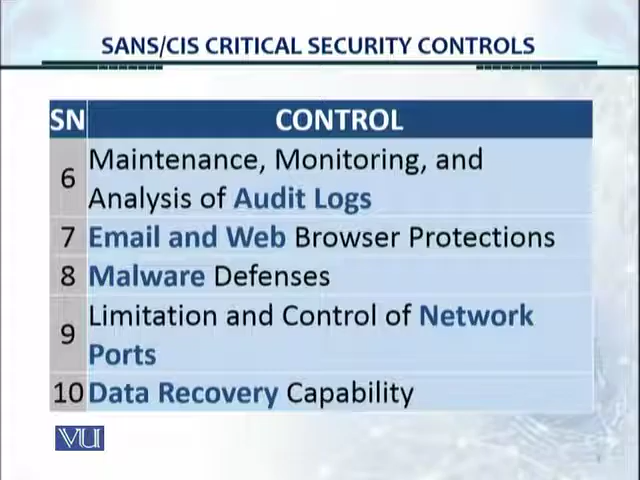 SANS/CIS CRITICAL SECURITY CONTROLS
SN CONTROL
6 Maintenance, Monitoring, and
Analysis of Audit Logs
7 Email and Web Browser Protections
8 Malware Defenses
9 Limitation and Control of Network
Ports
10 Data Recovery Capability
VU